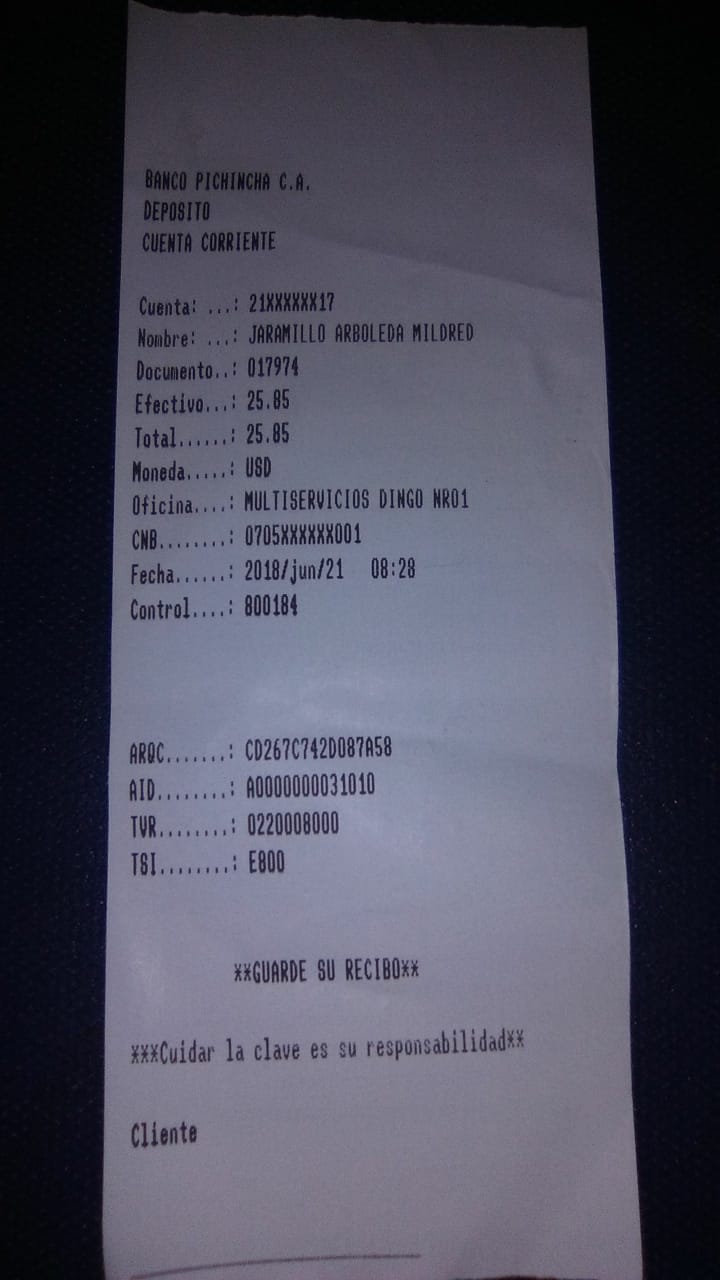 BANCO PICHINCHA C.A.
DEPOSITO
CUENTA CORRIENTE
Cuenta: ...: 21XXXXXX17
Nombre: ...: JARAMILLO ARBOLEDA MILDRED
Documento..: 017974
Efectivo...: 25.85
Total......: 25.85
Moneda.....: USD
Oficina....: MULTISERVICIOS DINGO NRO1
CNB........: 0705XXXXXX001
Fecha......: 2018/jun/21 08:28
Control....: 800184
ARQC.......: CD267C742D087A58
AID........: A0000000031010
TVR........: 0220008000
TSI........: E800
**GUARDE SU RECIBO**
***Cuidar la clave es su responsabilidad**
Cliente